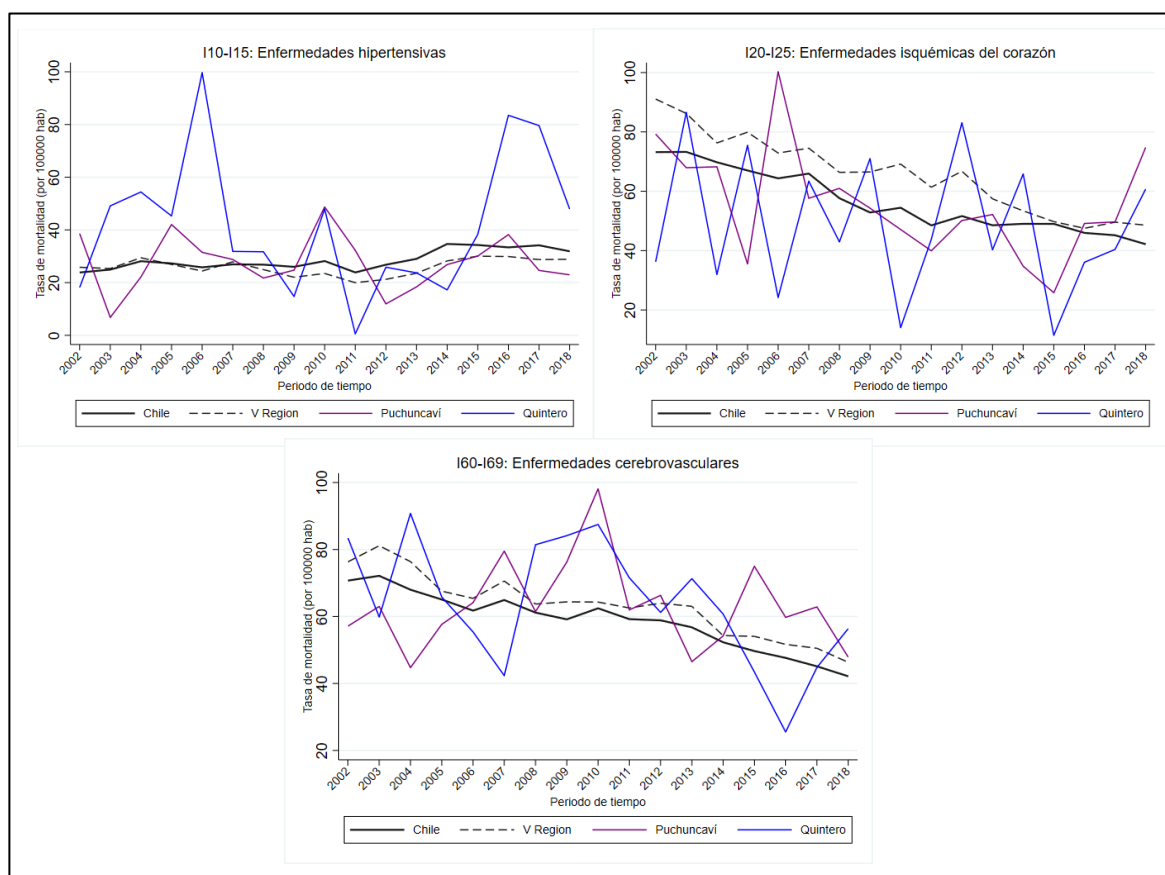 I10-I15: Enfermedades hipertensivas
Tasa de mortalidad (por 100000 hab)
100
80
60
40
20
0
2002 2003 2004 2005 2006 2007 2008 2009 2010 2011 2012 2013 2014 2015 2016 2017 2018
Periodo de tiempo
Chile V Region Puchuncaví Quintero
I20-I25: Enfermedades isquémicas del corazón
Tasa de mortalidad (por 100000 hab)
100
80
60
40
20
2002 2003 2004 2005 2006 2007 2008 2009 2010 2011 2012 2013 2014 2015 2016 2017 2018
Periodo de tiempo
Chile V Region Puchuncaví Quintero
I60-I69: Enfermedades cerebrovasculares
Tasa de mortalidad (por 100000 hab)
100
80
60
40
20
2002 2003 2004 2005 2006 2007 2008 2009 2010 2011 2012 2013 2014 2015 2016 2017 2018
Periodo de tiempo
Chile V Region Puchuncaví Quintero